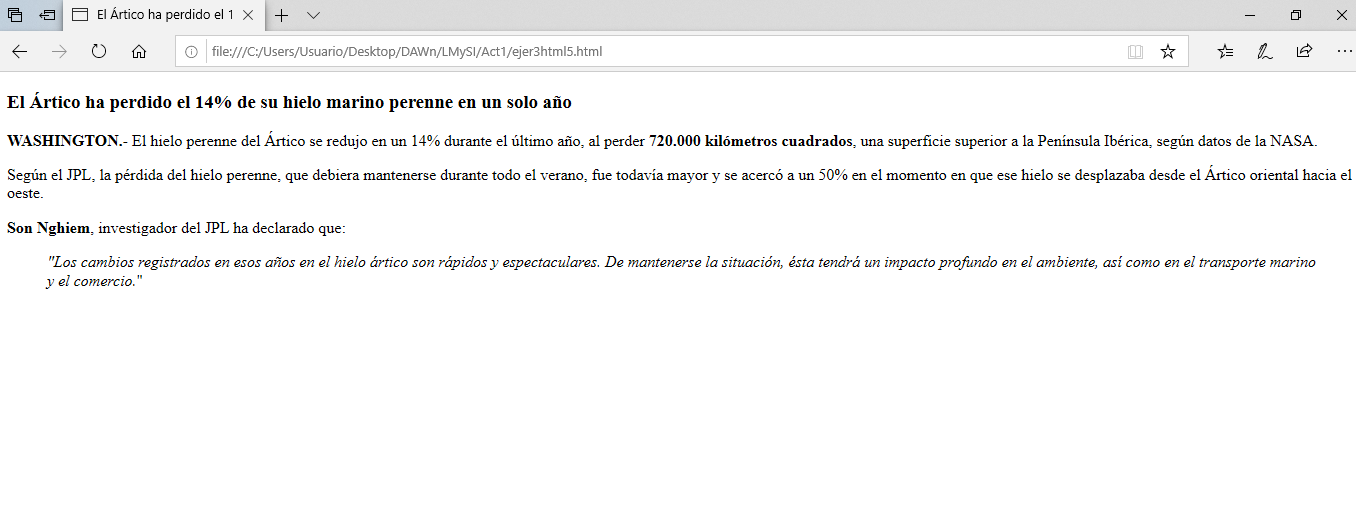 El Ártico ha perdido el 1
file:///C:/Users/Usuario/Desktop/DAWn/LMySI/Act1/ejer3html5.html
El Ártico ha perdido el 14% de su hielo marino perenne en un solo año
WASHINGTON.- El hielo perenne del Ártico se redujo en un 14% durante el último año, al perder 720.000 kilómetros cuadrados, una superfície superior a la Península Ibérica, según datos de la NASA.
Según el JPL, la pérdida del hielo perenne, que debiera mantenerse durante todo el verano, fue todavía mayor y se acercó a un 50% en el momento en que ese hielo se desplazaba desde el Ártico oriental hacia el
oeste.
Son Nghiem, investigador del JPL ha declarado que:
"Los cambios registrados en esos años en el hielo ártico son rápidos y espectaculares. De mantenerse la situación, ésta tendrá un impacto profundo en el ambiente, así como en el transporte marino
y el comercio."